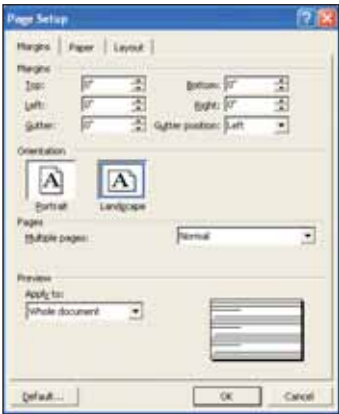 Page Setup
Margins Paper Layout
Margins
Top: 0" Bottom: 0"
Left: 0" Right: 0"
Gutter: 0" Gutter position: Left
Orientation
A A
Portrait Landscape
Pages
Multiple pages: Normal
Preview
Apply to:
Whole document
Default... OK Cancel